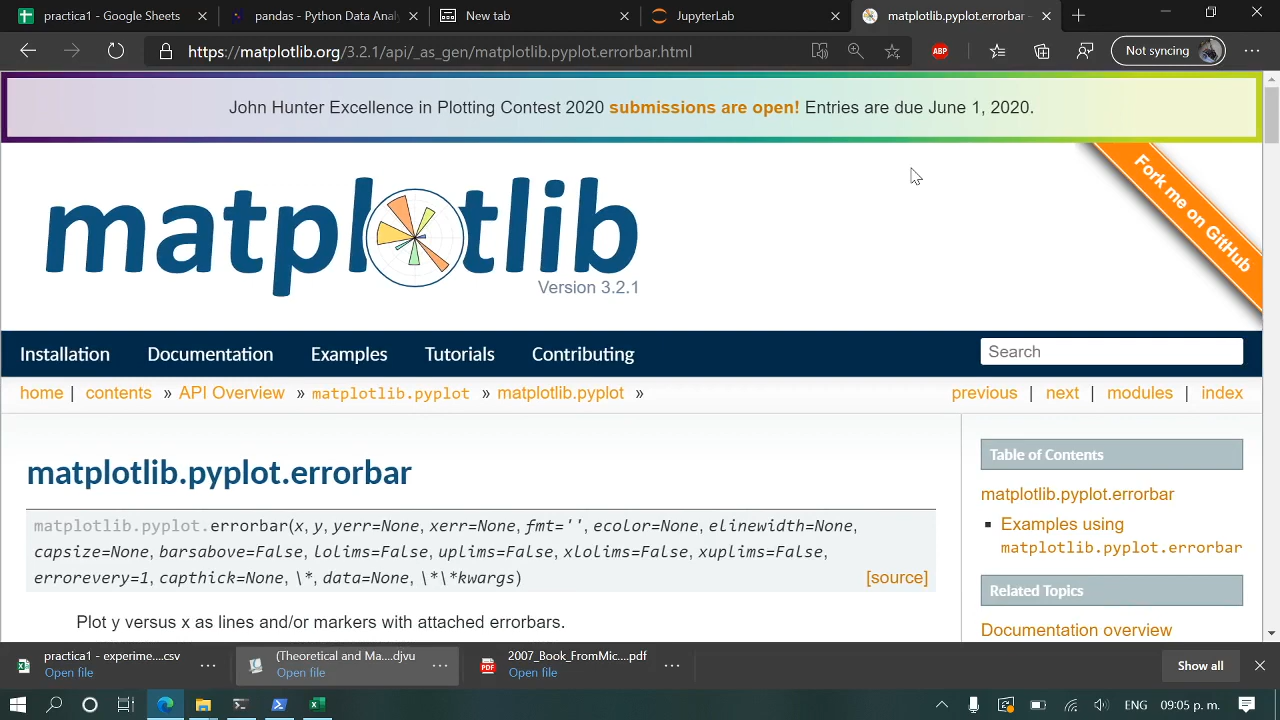 practica1 - Google Sheets
pandas - Python Data Anal
New tab
JupyterLab
matplotlib.pyplot.errorbar -
https://matplotlib.org/3.2.1/api/_as_gen/matplotlib.pyplot.errorbar.html
ABP
Not syncing
John Hunter Excellence in Plotting Contest 2020 submissions are open! Entries are due June 1, 2020.
Fork me on GitHub
matplotlib
Version 3.2.1
Installation Documentation Examples Tutorials Contributing
Search
home | contents » API Overview » matplotlib.pyplot » matplotlib.pyplot »
previous | next | modules | index
matplotlib.pyplot.errorbar
matplotlib.pyplot.errorbar(x, y, yerr=None, xerr=None, fmt='', ecolor=None, elinewidth=None,
capsize=None, barsabove=False, lolims=False, uplims=False, xlolims=False, xuplims=False,
errorevery=1, capthick=None, \*, data=None, \*\*kwargs)
[source]
Plot y versus x as lines and/or markers with attached errorbars.
Table of Contents
matplotlib.pyplot.errorbar
Examples using
matplotlib.pyplot.errorbar
Related Topics
Documentation overview
practica1 - experime....csv
Open file
(Theoretical and Ma....djvu
Open file
PDF
2007_Book_FromMic....pdf
Open file
Show all
ENG
09:05 p. m.